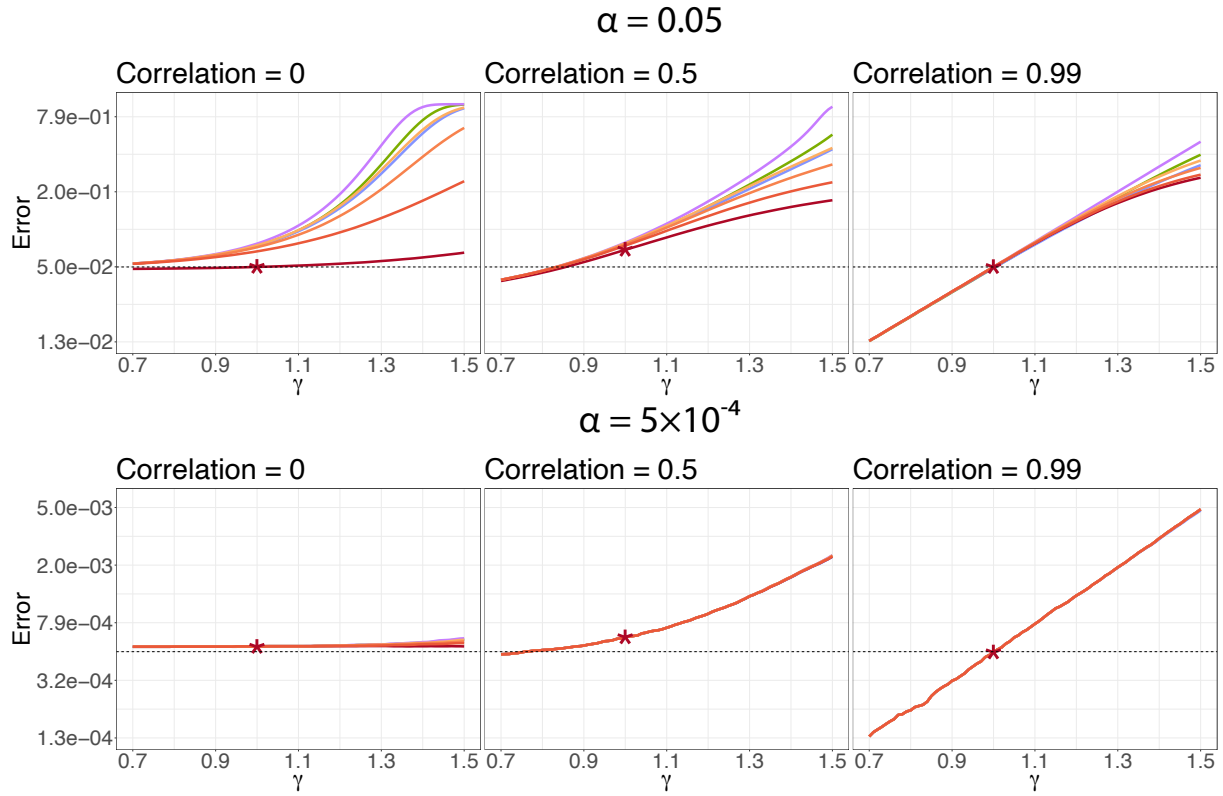 α = 0.05
Correlation = 0
Correlation = 0.5
Correlation = 0.99
Error
7.9e−01
2.0e−01
5.0e−02
1.3e−02
0.7 0.9 1.1 1.3 1.5
0.7 0.9 1.1 1.3 1.5
0.7 0.9 1.1 1.3 1.5
γ γ γ
α = 5×10⁻⁴
Correlation = 0
Correlation = 0.5
Correlation = 0.99
Error
5.0e−03
2.0e−03
7.9e−04
3.2e−04
1.3e−04
0.7 0.9 1.1 1.3 1.5
0.7 0.9 1.1 1.3 1.5
0.7 0.9 1.1 1.3 1.5
γ γ γ